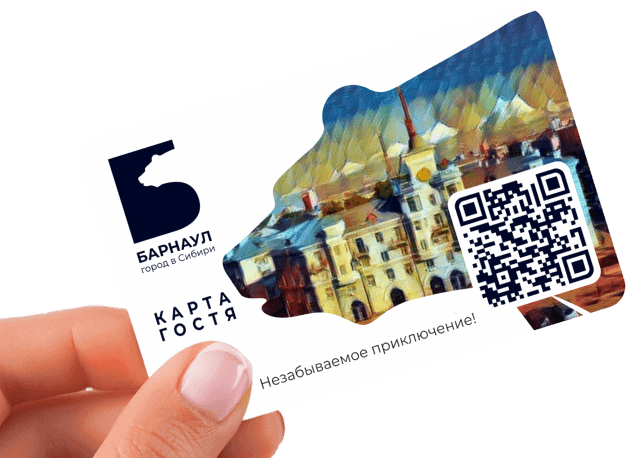 БАРНАУЛ
город в Сибири
КАРТА
ГОСТЯ
Незабываемое приключение!